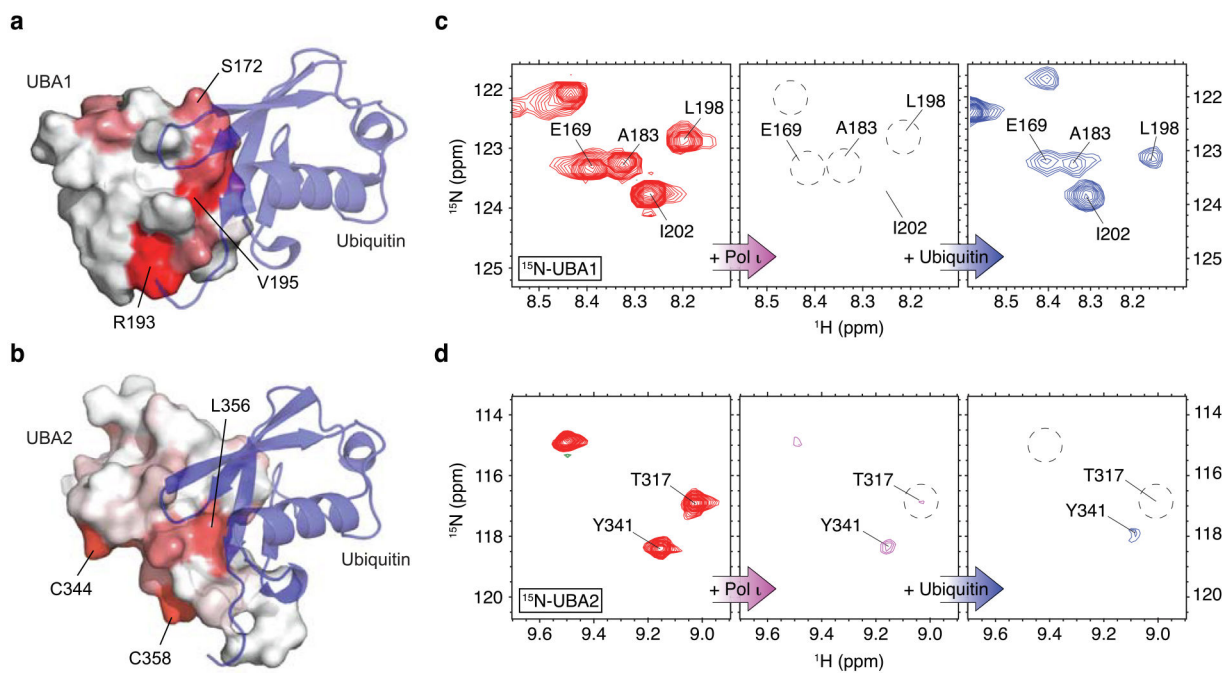 a
UBA1
S172
Ubiquitin
V195
R193
b
UBA2
L356
Ubiquitin
C344
C358
c
122
123
124
125
¹⁵N (ppm)
E169
A183
L198
I202
¹⁵N-UBA1
8.5 8.4 8.3 8.2
+ Pol ι
E169
A183
L198
I202
8.5 8.4 8.3 8.2
+ Ubiquitin
E169
A183
L198
I202
8.5 8.4 8.3 8.2
122
123
124
125
¹⁵N (ppm)
¹H (ppm)
d
114
116
118
120
¹⁵N (ppm)
T317
Y341
¹⁵N-UBA2
9.6 9.4 9.2 9.0
+ Pol ι
T317
Y341
9.6 9.4 9.2 9.0
+ Ubiquitin
T317
Y341
9.6 9.4 9.2 9.0
114
116
118
120
¹⁵N (ppm)
¹H (ppm)